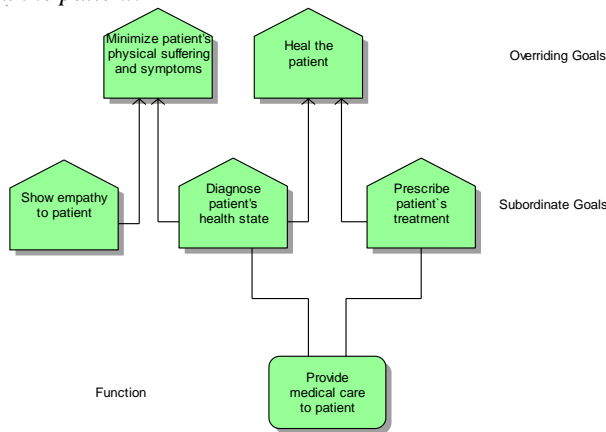 Minimize patient's
physical suffering
and symptoms
Heal the
patient
Overriding Goals
Show empathy
to patient
Diagnose
patient's
health state
Prescribe
patient`s
treatment
Subordinate Goals
Function
Provide
medical care
to patient